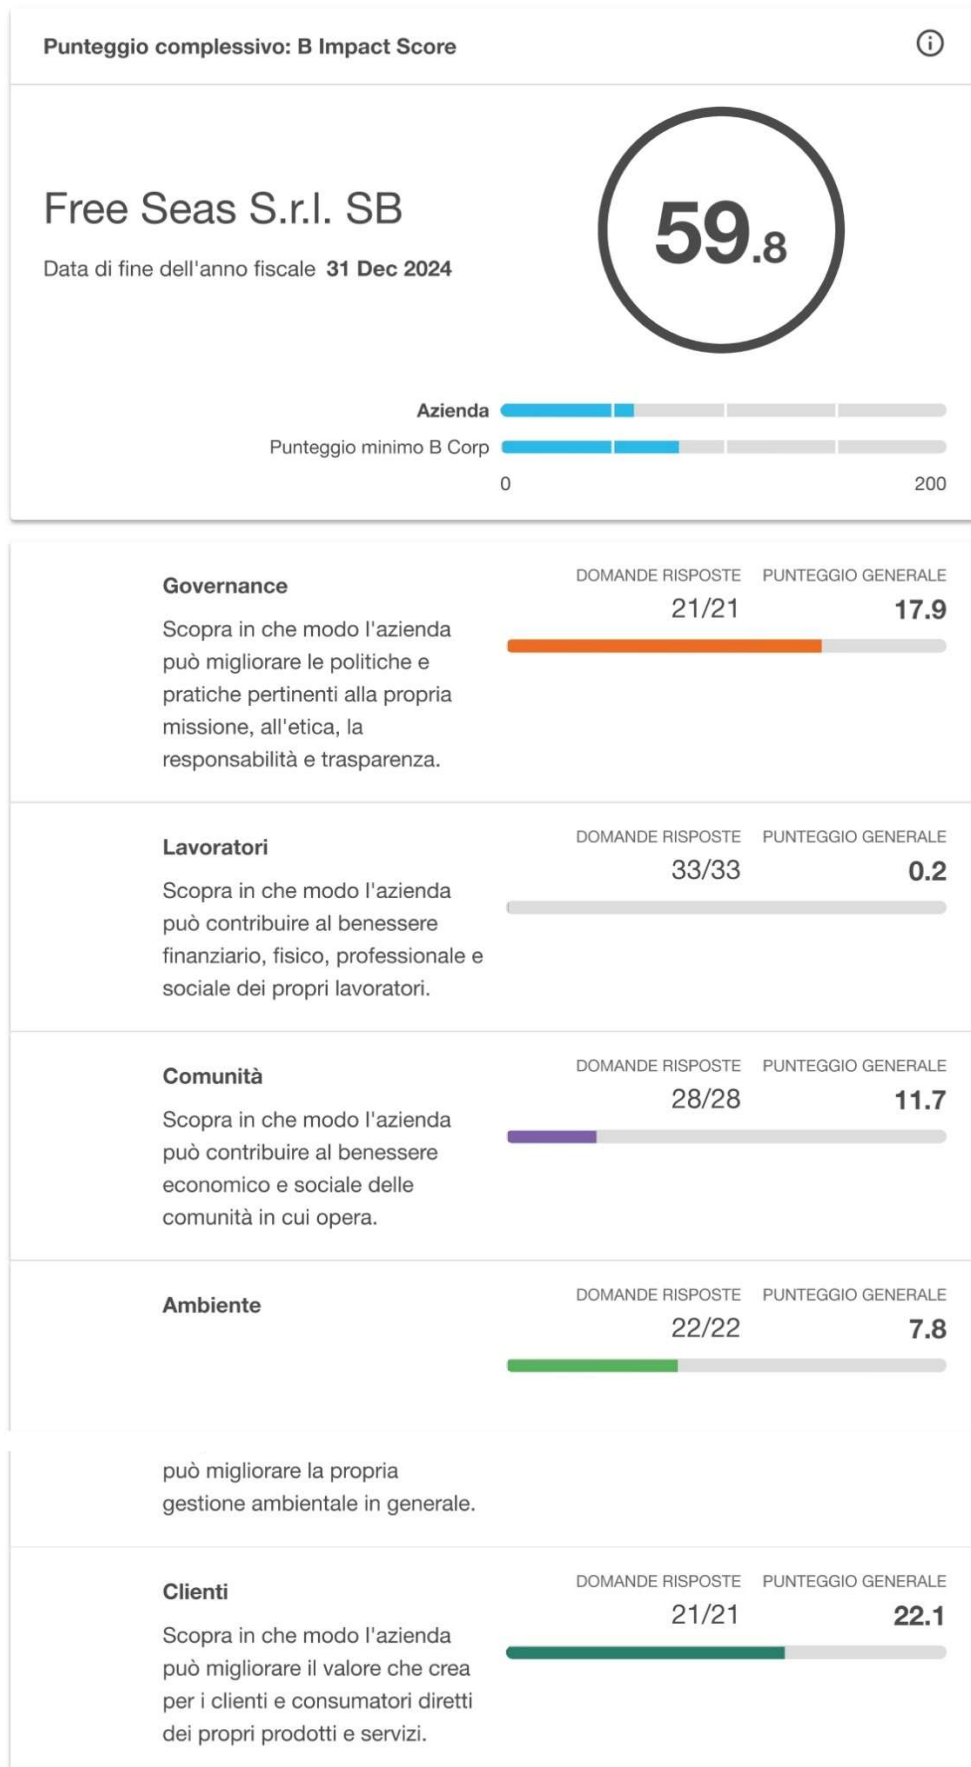 Punteggio complessivo: B Impact Score
Free Seas S.r.l. SB
Data di fine dell'anno fiscale 31 Dec 2024
59.8
Azienda
Punteggio minimo B Corp
0 200
Governance
DOMANDE RISPOSTE PUNTEGGIO GENERALE
21/21 17.9
Scopra in che modo l'azienda
può migliorare le politiche e
pratiche pertinenti alla propria
missione, all'etica, la
responsabilità e trasparenza.
Lavoratori
DOMANDE RISPOSTE PUNTEGGIO GENERALE
33/33 0.2
Scopra in che modo l'azienda
può contribuire al benessere
finanziario, fisico, professionale e
sociale dei propri lavoratori.
Comunità
DOMANDE RISPOSTE PUNTEGGIO GENERALE
28/28 11.7
Scopra in che modo l'azienda
può contribuire al benessere
economico e sociale delle
comunità in cui opera.
Ambiente
DOMANDE RISPOSTE PUNTEGGIO GENERALE
22/22 7.8
può migliorare la propria
gestione ambientale in generale.
Clienti
DOMANDE RISPOSTE PUNTEGGIO GENERALE
21/21 22.1
Scopra in che modo l'azienda
può migliorare il valore che crea
per i clienti e consumatori diretti
dei propri prodotti e servizi.